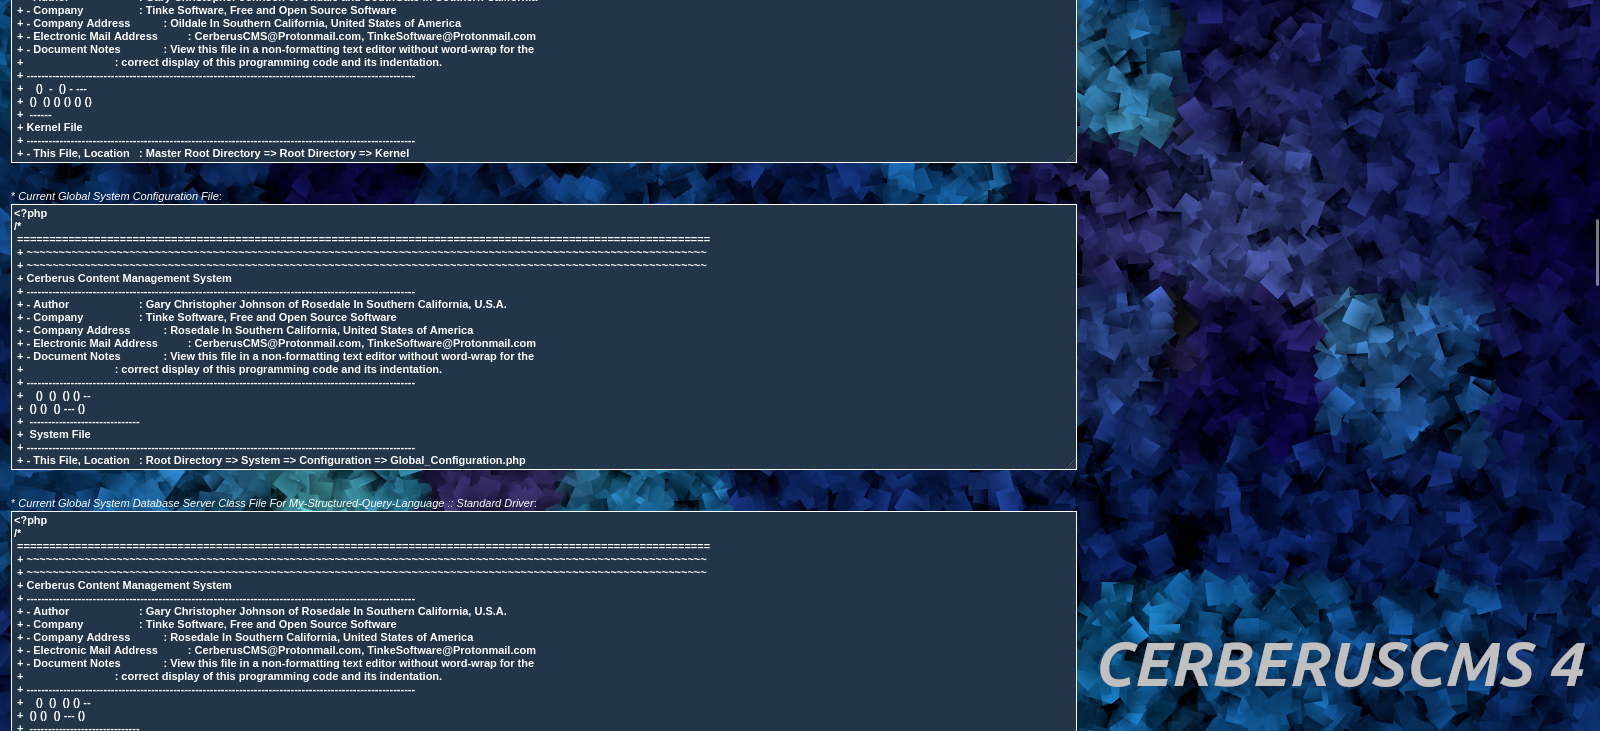 + - Company : Tinke Software, Free and Open Source Software
+ - Company Address : Oildale In Southern California, United States of America
+ - Electronic Mail Address : CerberusCMS@Protonmail.com, TinkeSoftware@Protonmail.com
+ - Document Notes : View this file in a non-formatting text editor without word-wrap for the
+ : correct display of this programming code and its indentation.
+ -----------------------------------------------------------------------------------------------------------
+ () - () - ---
+ () () () () () ()
+ ------
+ Kernel File
+ -----------------------------------------------------------------------------------------------------------
+ - This File, Location : Master Root Directory => Root Directory => Kernel
* Current Global System Configuration File:
<?php
/*
============================================================================================================
+ ~~~~~~~~~~~~~~~~~~~~~~~~~~~~~~~~~~~~~~~~~~~~~~~~~~~~~~~~~~~~~~~~~~~~~~~~~~~~~~~~~~~~~~~~~~~~~~~~~~~~~~~~~~
+ ~~~~~~~~~~~~~~~~~~~~~~~~~~~~~~~~~~~~~~~~~~~~~~~~~~~~~~~~~~~~~~~~~~~~~~~~~~~~~~~~~~~~~~~~~~~~~~~~~~~~~~~~~~
+ Cerberus Content Management System
+ -----------------------------------------------------------------------------------------------------------
+ - Author : Gary Christopher Johnson of Rosedale In Southern California, U.S.A.
+ - Company : Tinke Software, Free and Open Source Software
+ - Company Address : Rosedale In Southern California, United States of America
+ - Electronic Mail Address : CerberusCMS@Protonmail.com, TinkeSoftware@Protonmail.com
+ - Document Notes : View this file in a non-formatting text editor without word-wrap for the
+ : correct display of this programming code and its indentation.
+ -----------------------------------------------------------------------------------------------------------
+ () () () () --
+ () () () --- ()
+ ------------------------------
+ System File
+ -----------------------------------------------------------------------------------------------------------
+ - This File, Location : Root Directory => System => Configuration => Global_Configuration.php
* Current Global System Database Server Class File For My-Structured-Query-Language :: Standard Driver:
<?php
/*
============================================================================================================
+ ~~~~~~~~~~~~~~~~~~~~~~~~~~~~~~~~~~~~~~~~~~~~~~~~~~~~~~~~~~~~~~~~~~~~~~~~~~~~~~~~~~~~~~~~~~~~~~~~~~~~~~~~~~
+ ~~~~~~~~~~~~~~~~~~~~~~~~~~~~~~~~~~~~~~~~~~~~~~~~~~~~~~~~~~~~~~~~~~~~~~~~~~~~~~~~~~~~~~~~~~~~~~~~~~~~~~~~~~
+ Cerberus Content Management System
+ -----------------------------------------------------------------------------------------------------------
+ - Author : Gary Christopher Johnson of Rosedale In Southern California, U.S.A.
+ - Company : Tinke Software, Free and Open Source Software
+ - Company Address : Rosedale In Southern California, United States of America
+ - Electronic Mail Address : CerberusCMS@Protonmail.com, TinkeSoftware@Protonmail.com
+ - Document Notes : View this file in a non-formatting text editor without word-wrap for the
+ : correct display of this programming code and its indentation.
+ -----------------------------------------------------------------------------------------------------------
+ () () () () --
+ () () () --- ()
+ ------------------------------
CERBERUSCMS 4